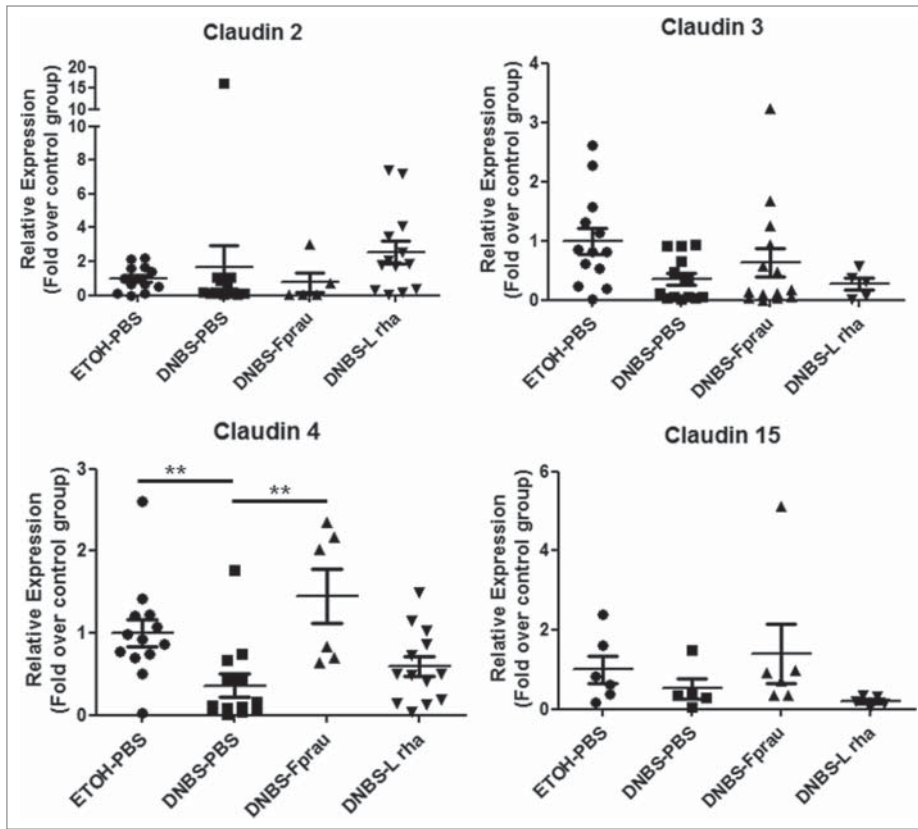 Claudin 2
Relative Expression
(Fold over control group)
20
15
10
10
8
6
4
2
0
ETOH-PBS
DNBS-PBS
DNBS-Fprau
DNBS-L rha
Claudin 3
Relative Expression
(Fold over control group)
4
3
2
1
0
ETOH-PBS
DNBS-PBS
DNBS-Fprau
DNBS-L rha
Claudin 4
Relative Expression
(Fold over control group)
3
2
1
0
**
**
ETOH-PBS
DNBS-PBS
DNBS-Fprau
DNBS-L rha
Claudin 15
Relative Expression
(Fold over control group)
6
4
2
0
ETOH-PBS
DNBS-PBS
DNBS-Fprau
DNBS-L rha